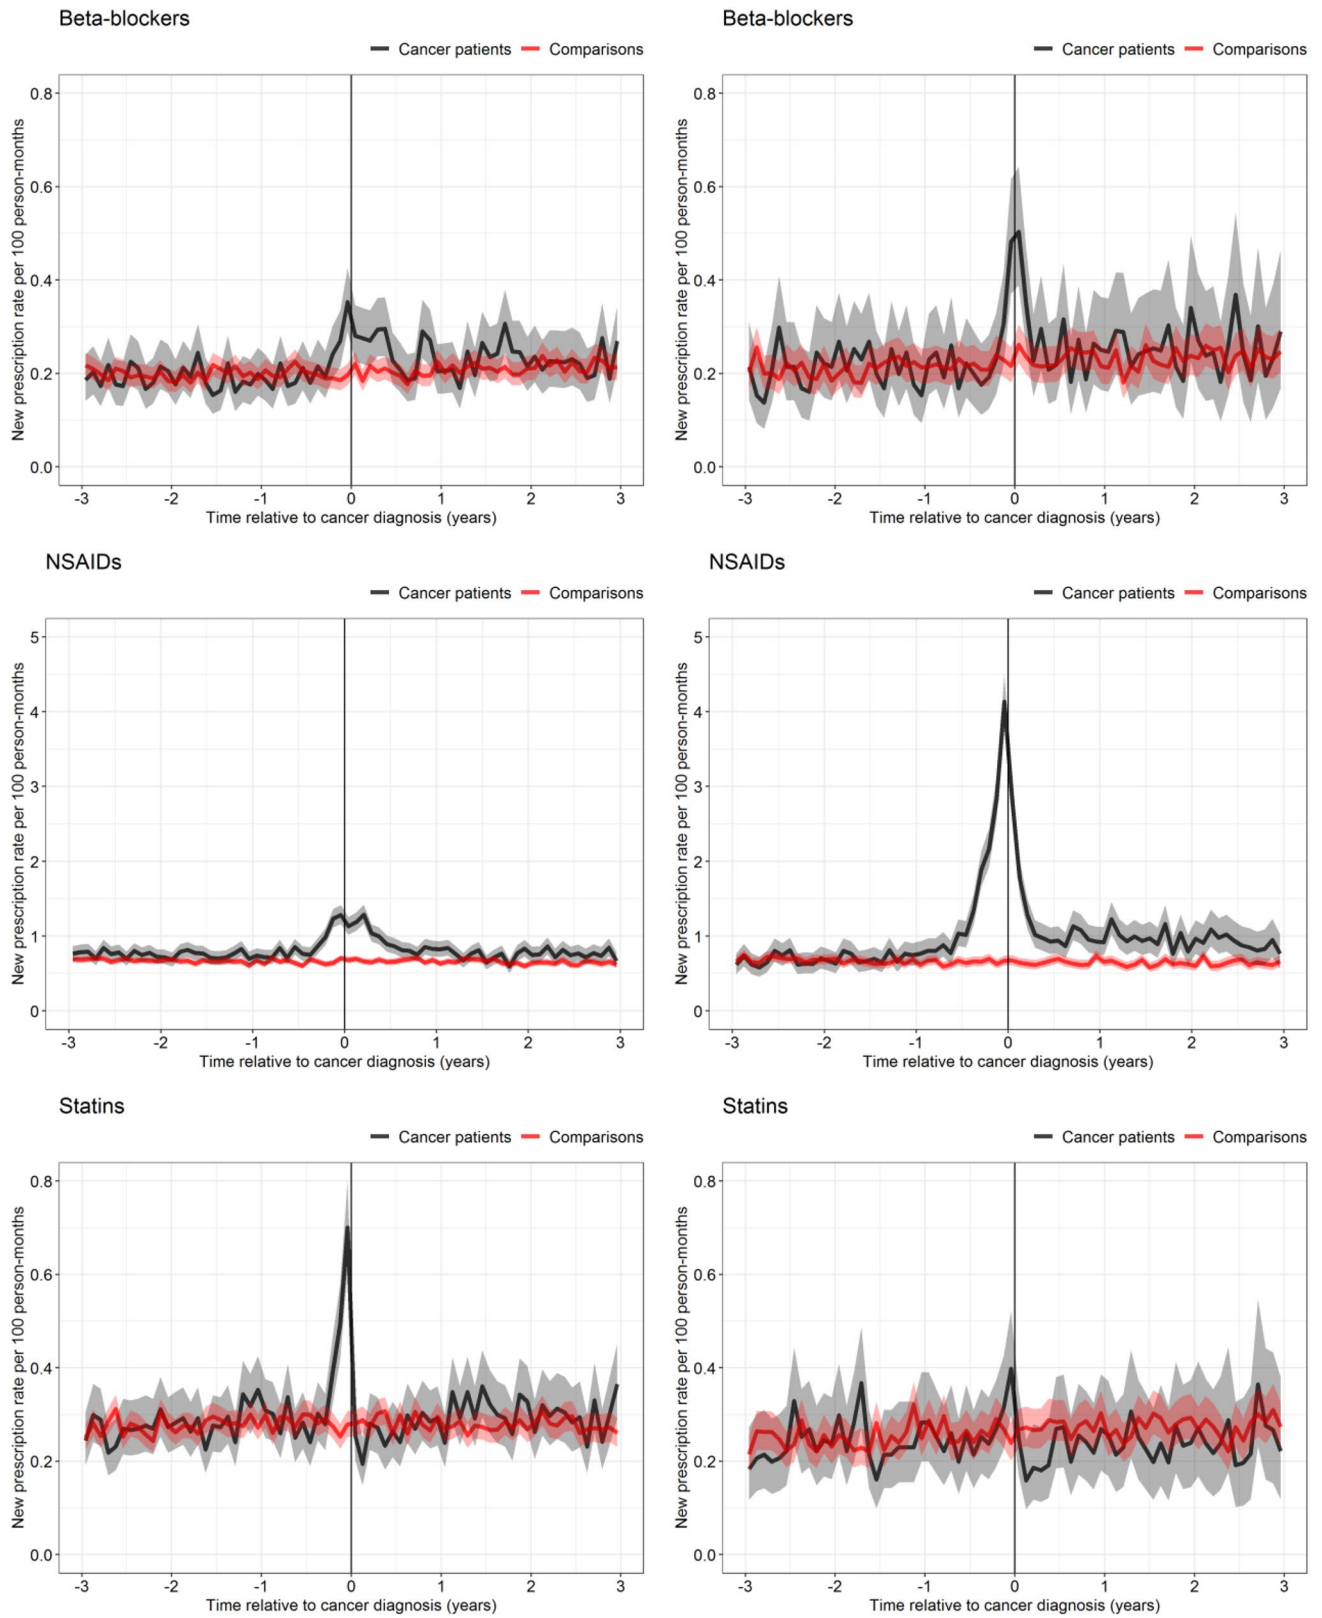 Beta-blockers
Cancer patients Comparisons
New prescription rate per 100 person-months
0.8
0.6
0.4
0.2
0.0
-3 -2 -1 0 1 2 3
Time relative to cancer diagnosis (years)
Beta-blockers
Cancer patients Comparisons
New prescription rate per 100 person-months
0.8
0.6
0.4
0.2
0.0
-3 -2 -1 0 1 2 3
Time relative to cancer diagnosis (years)
NSAIDs
Cancer patients Comparisons
New prescription rate per 100 person-months
5
4
3
2
1
0
-3 -2 -1 0 1 2 3
Time relative to cancer diagnosis (years)
NSAIDs
Cancer patients Comparisons
New prescription rate per 100 person-months
5
4
3
2
1
0
-3 -2 -1 0 1 2 3
Time relative to cancer diagnosis (years)
Statins
Cancer patients Comparisons
New prescription rate per 100 person-months
0.8
0.6
0.4
0.2
0.0
-3 -2 -1 0 1 2 3
Time relative to cancer diagnosis (years)
Statins
Cancer patients Comparisons
New prescription rate per 100 person-months
0.8
0.6
0.4
0.2
0.0
-3 -2 -1 0 1 2 3
Time relative to cancer diagnosis (years)